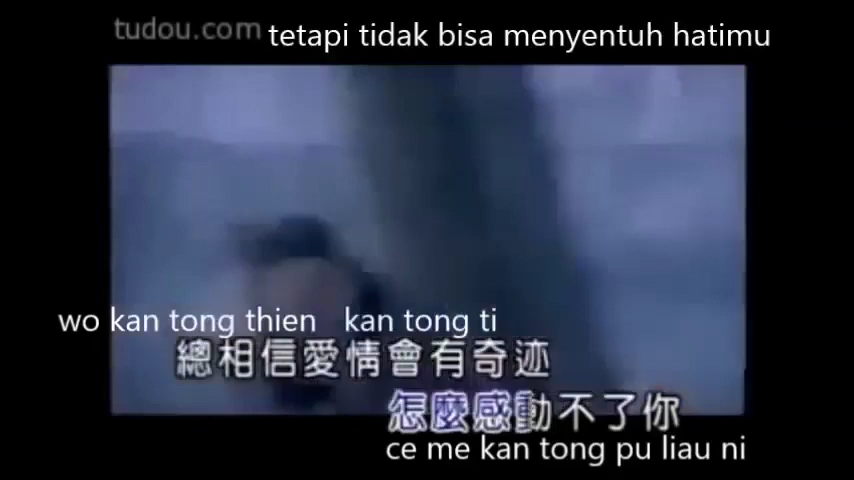 tudou.com
tetapi tidak bisa menyentuh hatimu
wo kan tong thien   kan tong ti
總相信愛情會有奇迹
怎麼感動不了你
ce me kan tong pu liau ni